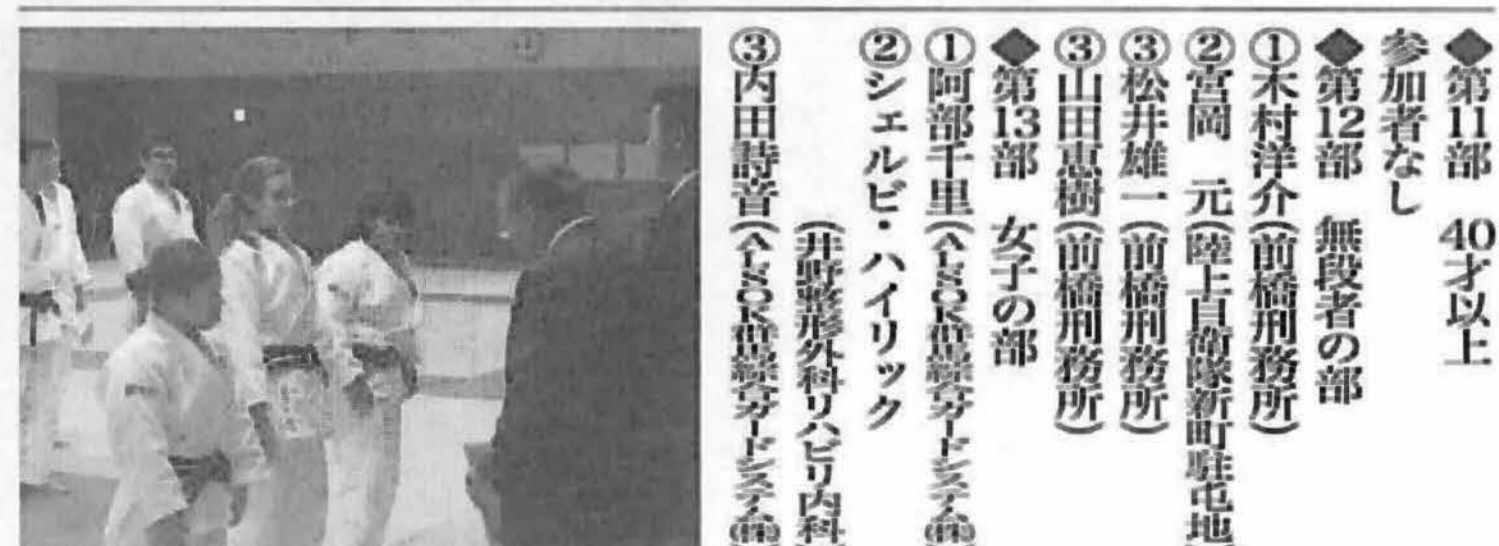 ◆第11部　40才以上
参加者なし
◆第12部　無段者の部
①木村洋介(前橋刑務所)
②宮岡　元(陸上自衛隊新町駐屯地
③松井雄一(前橋刑務所)
③山田恵樹(前橋刑務所)
◆第13部　女子の部
①阿部千里(ALSOK群馬綜合ガードシステム㈱
②シェルビ・ハイリック
(井野整形外科リハビリ内科
③内田詩音(ALSOK群馬綜合ガードシステム㈱